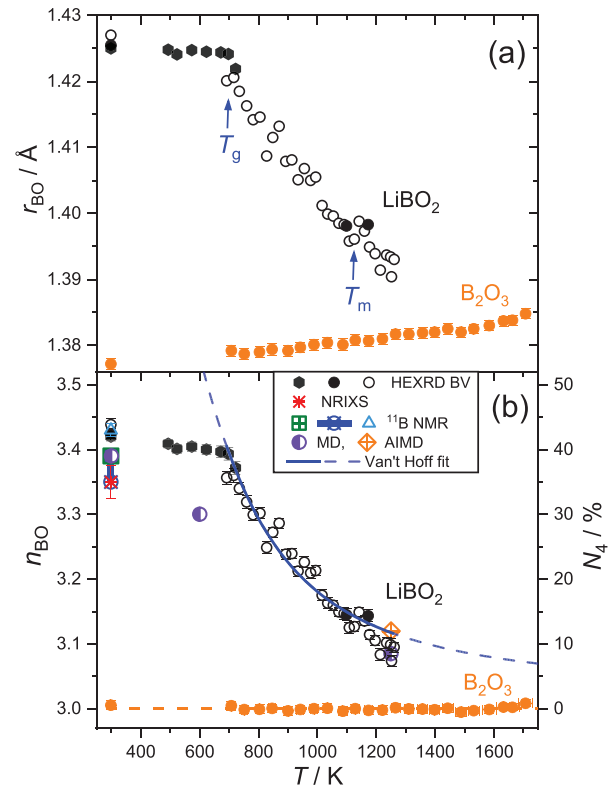 1.43
(a)
1.42
T_g
r_BO / Å
1.41
LiBO₂
1.40
T_m
1.39
B₂O₃
1.38
3.5
HEXRD BV
50
NRIXS
(b)
¹¹B NMR
3.4
MD, AIMD
40
Van't Hoff fit
3.3
30
n_BO
N₄ / %
3.2
20
LiBO₂
3.1
10
B₂O₃
3.0
0
400 600 800 1000 1200 1400 1600
T / K